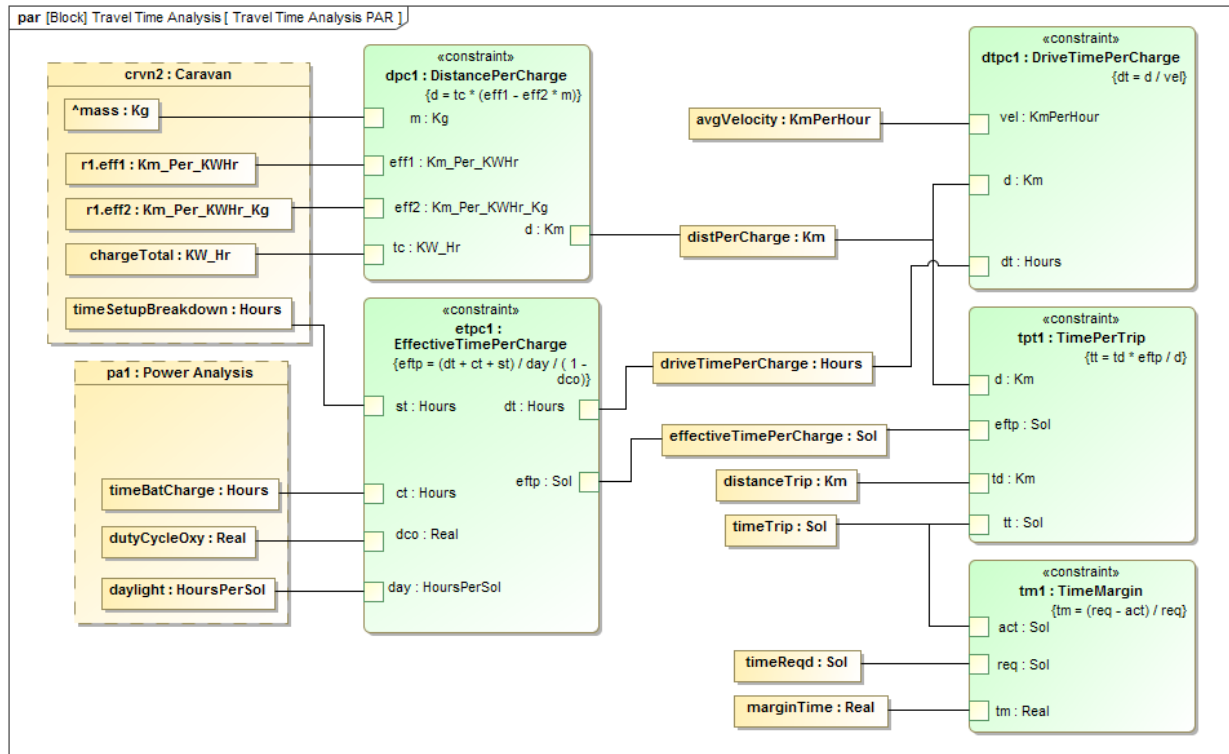 par [Block] Travel Time Analysis [ Travel Time Analysis PAR ]
crvn2 : Caravan
^mass : Kg
r1.eff1 : Km_Per_KWHr
r1.eff2 : Km_Per_KWHr_Kg
chargeTotal : KW_Hr
timeSetupBreakdown : Hours
pa1 : Power Analysis
timeBatCharge : Hours
dutyCycleOxy : Real
daylight : HoursPerSol
«constraint»
dpc1 : DistancePerCharge
{d = tc * (eff1 - eff2 * m)}
m : Kg
eff1 : Km_Per_KWHr
eff2 : Km_Per_KWHr_Kg
d : Km
tc : KW_Hr
«constraint»
etpc1 :
EffectiveTimePerCharge
{eftp = (dt + ct + st) / day / ( 1 -
dco)}
st : Hours
dt : Hours
eftp : Sol
ct : Hours
dco : Real
day : HoursPerSol
avgVelocity : KmPerHour
distPerCharge : Km
driveTimePerCharge : Hours
effectiveTimePerCharge : Sol
distanceTrip : Km
timeTrip : Sol
timeReqd : Sol
marginTime : Real
«constraint»
dtpc1 : DriveTimePerCharge
{dt = d / vel}
vel : KmPerHour
d : Km
dt : Hours
«constraint»
tpt1 : TimePerTrip
{tt = td * eftp / d}
d : Km
eftp : Sol
td : Km
tt : Sol
«constraint»
tm1 : TimeMargin
{tm = (req - act) / req}
act : Sol
req : Sol
tm : Real